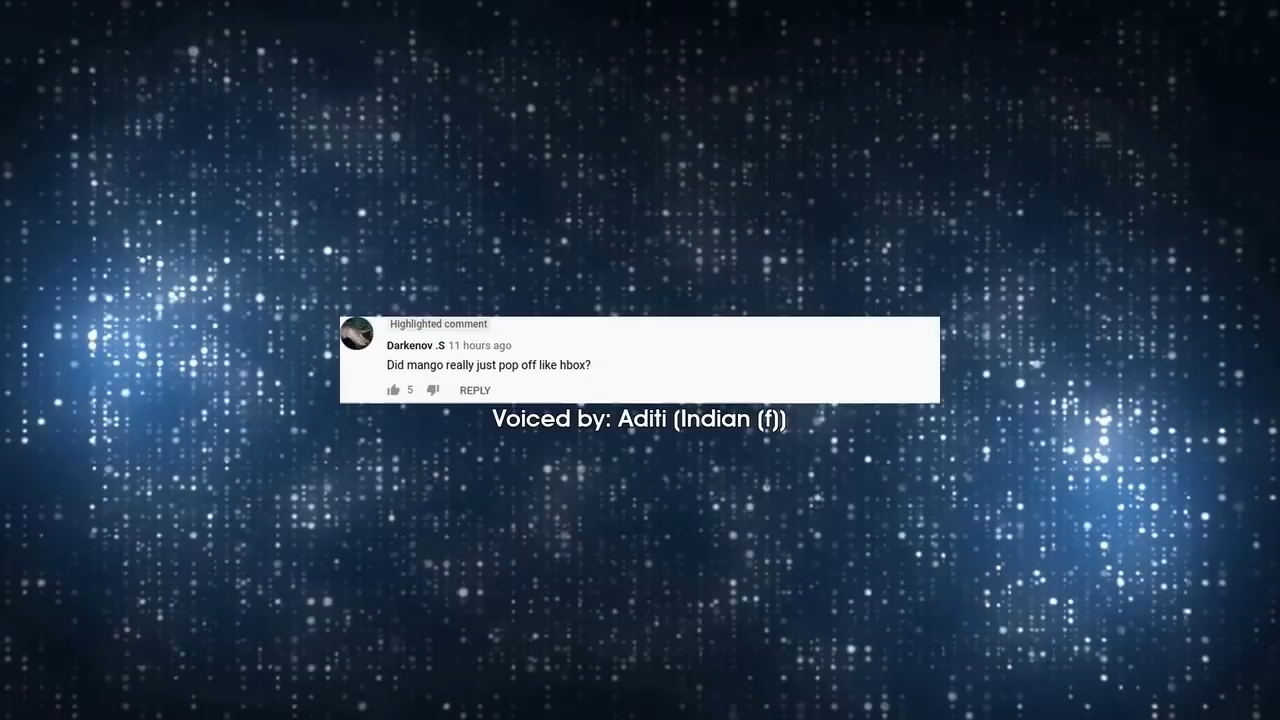 Highlighted comment
Darkenov .S 11 hours ago
Did mango really just pop off like hbox?
5 REPLY
Voiced by: Aditi (Indian (f))